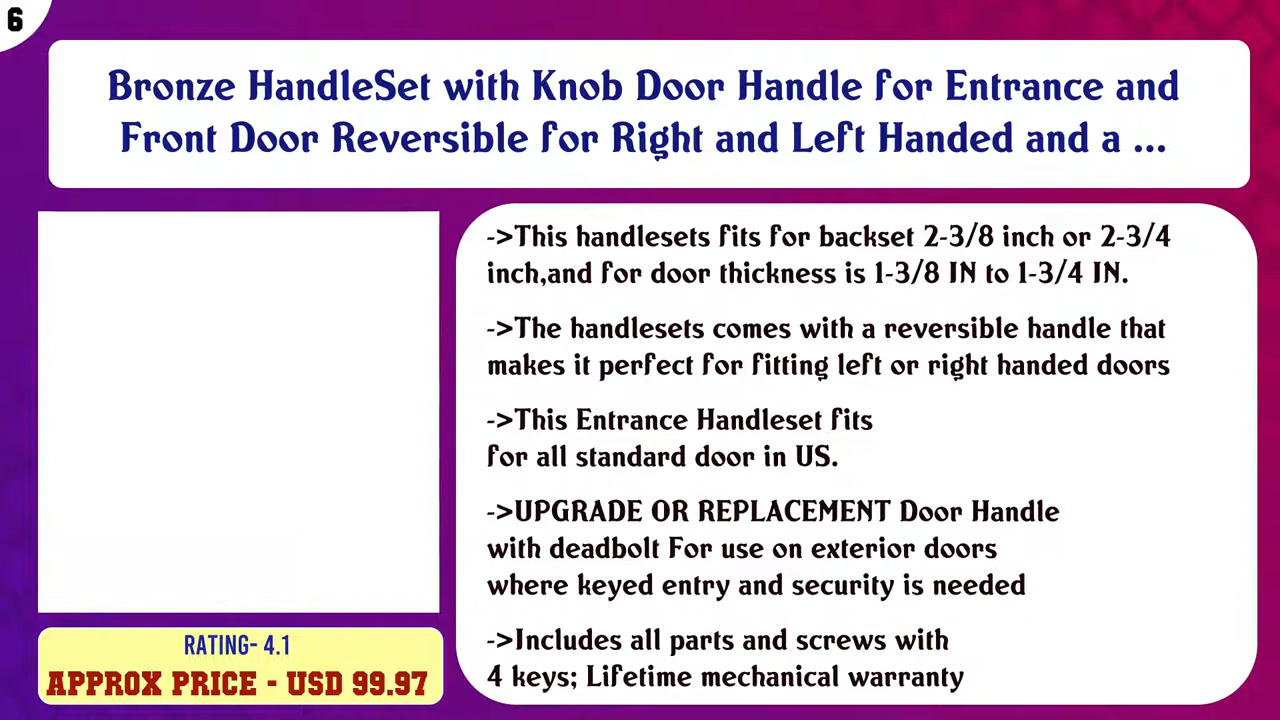 6
Bronze HandleSet with Knob Door Handle for Entrance and
Front Door Reversible for Right and Left Handed and a ...
->This handlesets fits for backset 2-3/8 inch or 2-3/4
inch,and for door thickness is 1-3/8 IN to 1-3/4 IN.
->The handlesets comes with a reversible handle that
makes it perfect for fitting left or right handed doors
->This Entrance Handleset fits
for all standard door in US.
->UPGRADE OR REPLACEMENT Door Handle
with deadbolt For use on exterior doors
where keyed entry and security is needed
->Includes all parts and screws with
4 keys; Lifetime mechanical warranty
RATING- 4.1
APPROX PRICE - USD 99.97